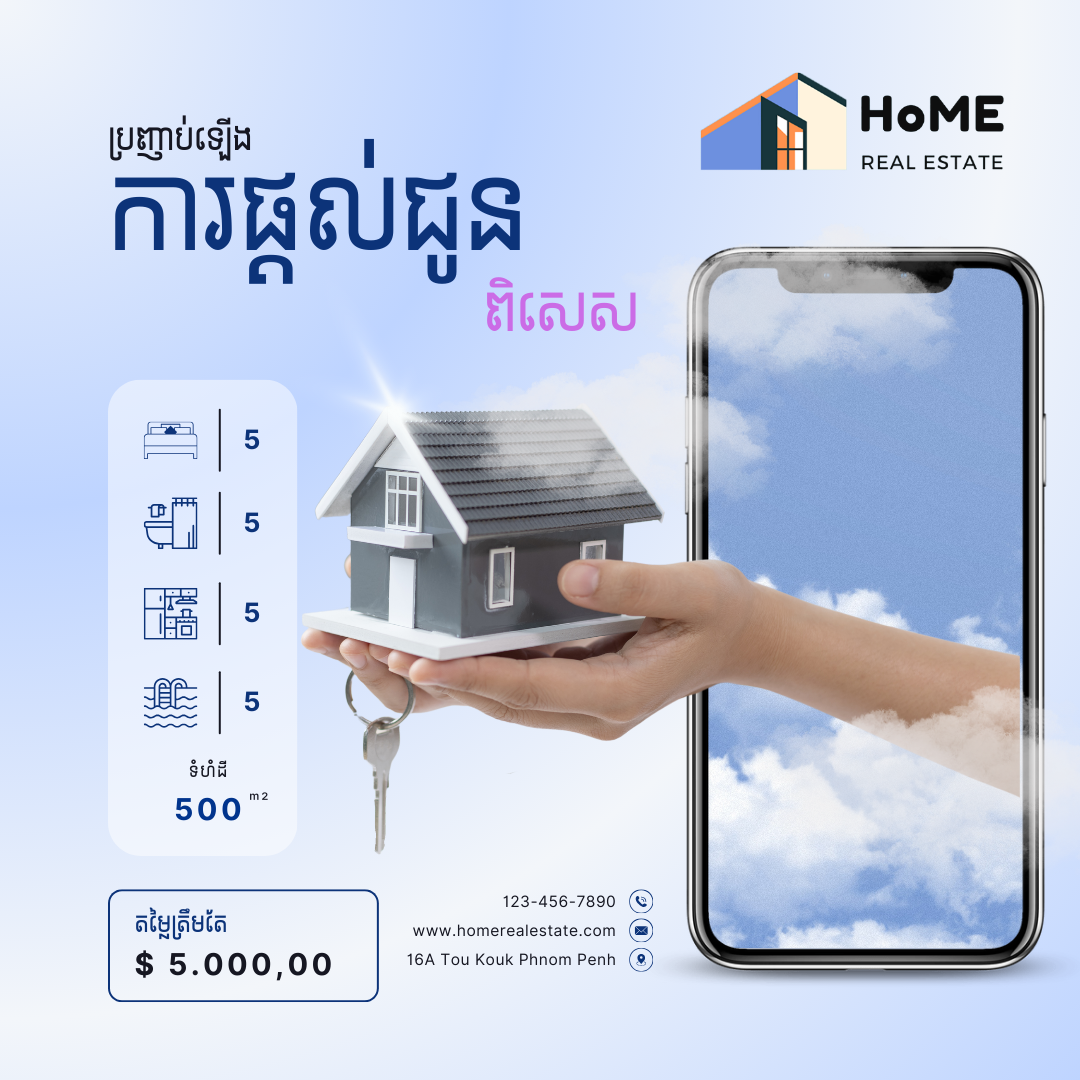 ប្រញាប់ឡើង
ការផ្ដល់ជូន
ពិសេស
HoME
REAL ESTATE
5
5
5
5
ទំហំដី
500 m2
តម្លៃត្រឹមតែ
$ 5.000,00
123-456-7890
www.homerealestate.com
16A Tou Kouk Phnom Penh